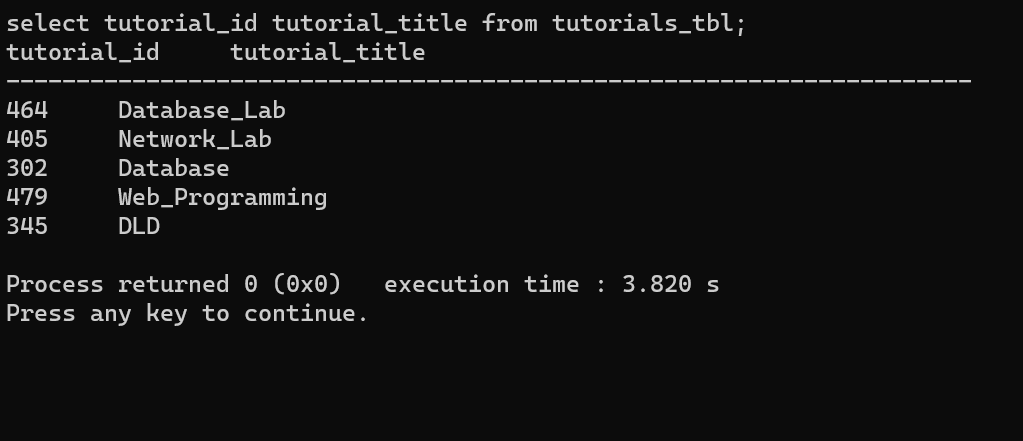 select tutorial_id tutorial_title from tutorials_tbl;
tutorial_id     tutorial_title
---------------------------------------------------------------------
464     Database_Lab
405     Network_Lab
302     Database
479     Web_Programming
345     DLD

Process returned 0 (0x0)   execution time : 3.820 s
Press any key to continue.